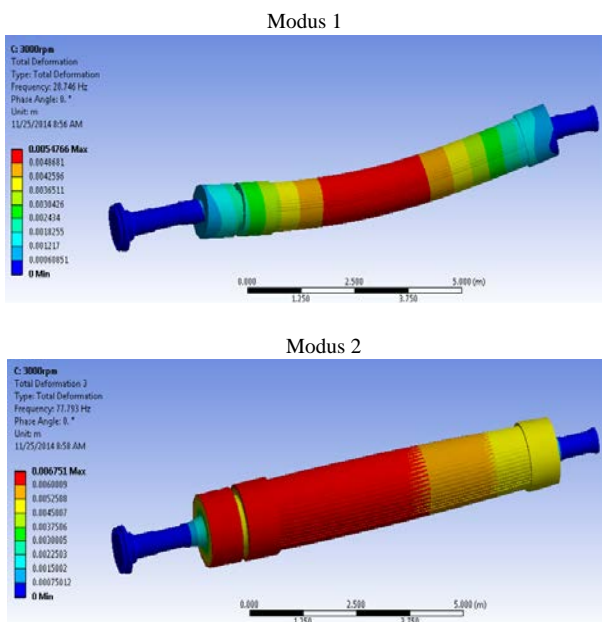 Modus 1
C: 3000rpm
Total Deformation
Type: Total Deformation
Frequency: 28.746 Hz
Phase Angle: 0. °
Unit: m
11/25/2014 8:56 AM
0.0054766 Max
0.0048681
0.0042596
0.0036511
0.0030426
0.002434
0.0018255
0.001217
0.00060851
0 Min
0.000 2.500 5.000 (m)
1.250 3.750
Modus 2
C: 3000rpm
Total Deformation 3
Type: Total Deformation
Frequency: 77.793 Hz
Phase Angle: 0. °
Unit: m
11/25/2014 8:58 AM
0.006751 Max
0.0060009
0.0052508
0.0045007
0.0037506
0.0030005
0.0022503
0.0015002
0.00075012
0 Min
0.000 2.500 5.000 (m)
1.250 3.750